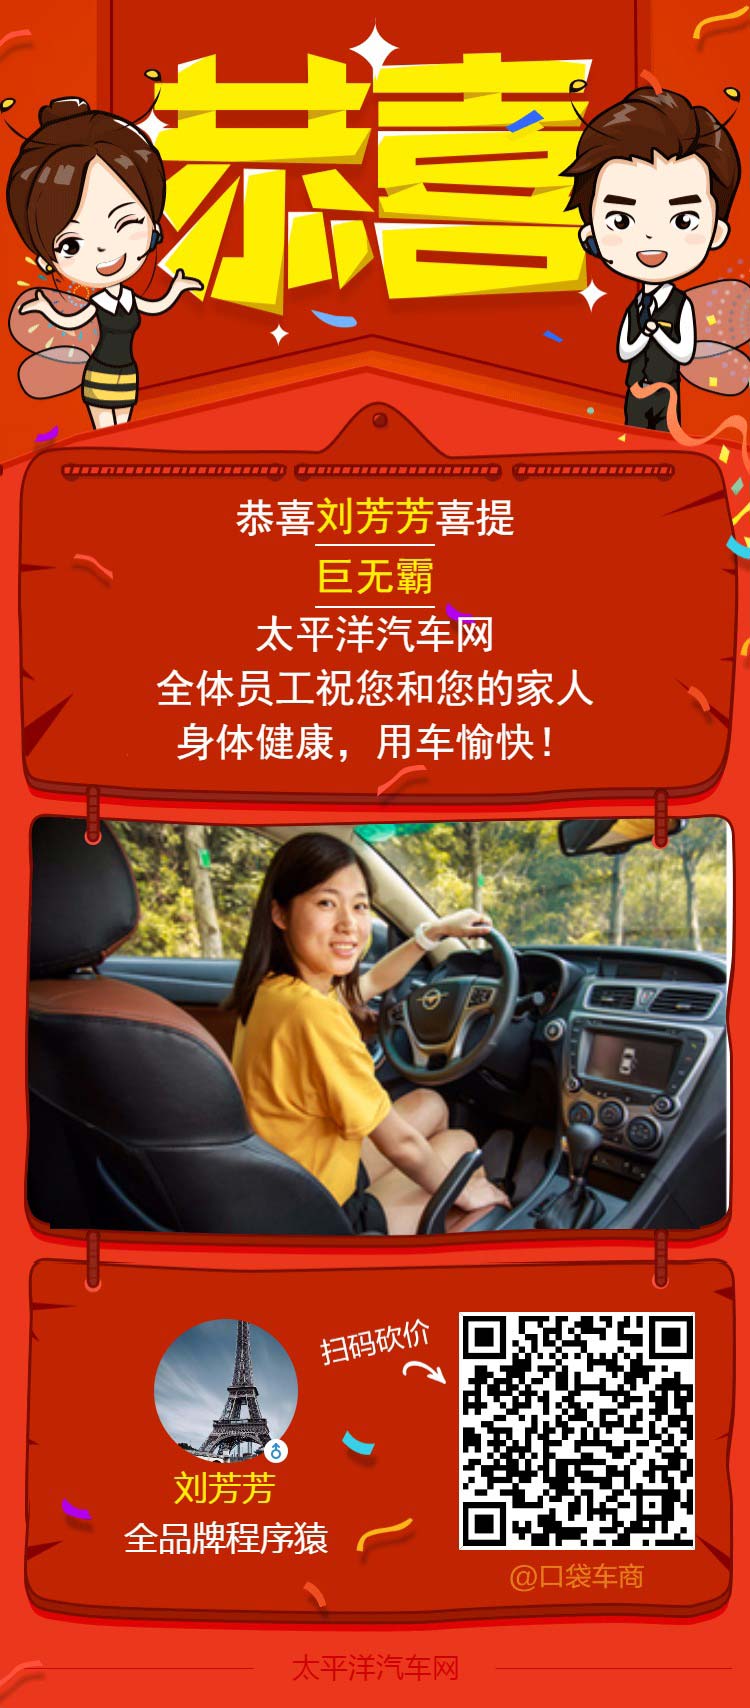 恭喜
恭喜刘芳芳喜提
巨无霸
太平洋汽车网
全体员工祝您和您的家人
身体健康，用车愉快！
扫码砍价
刘芳芳
全品牌程序猿
@口袋车商
太平洋汽车网